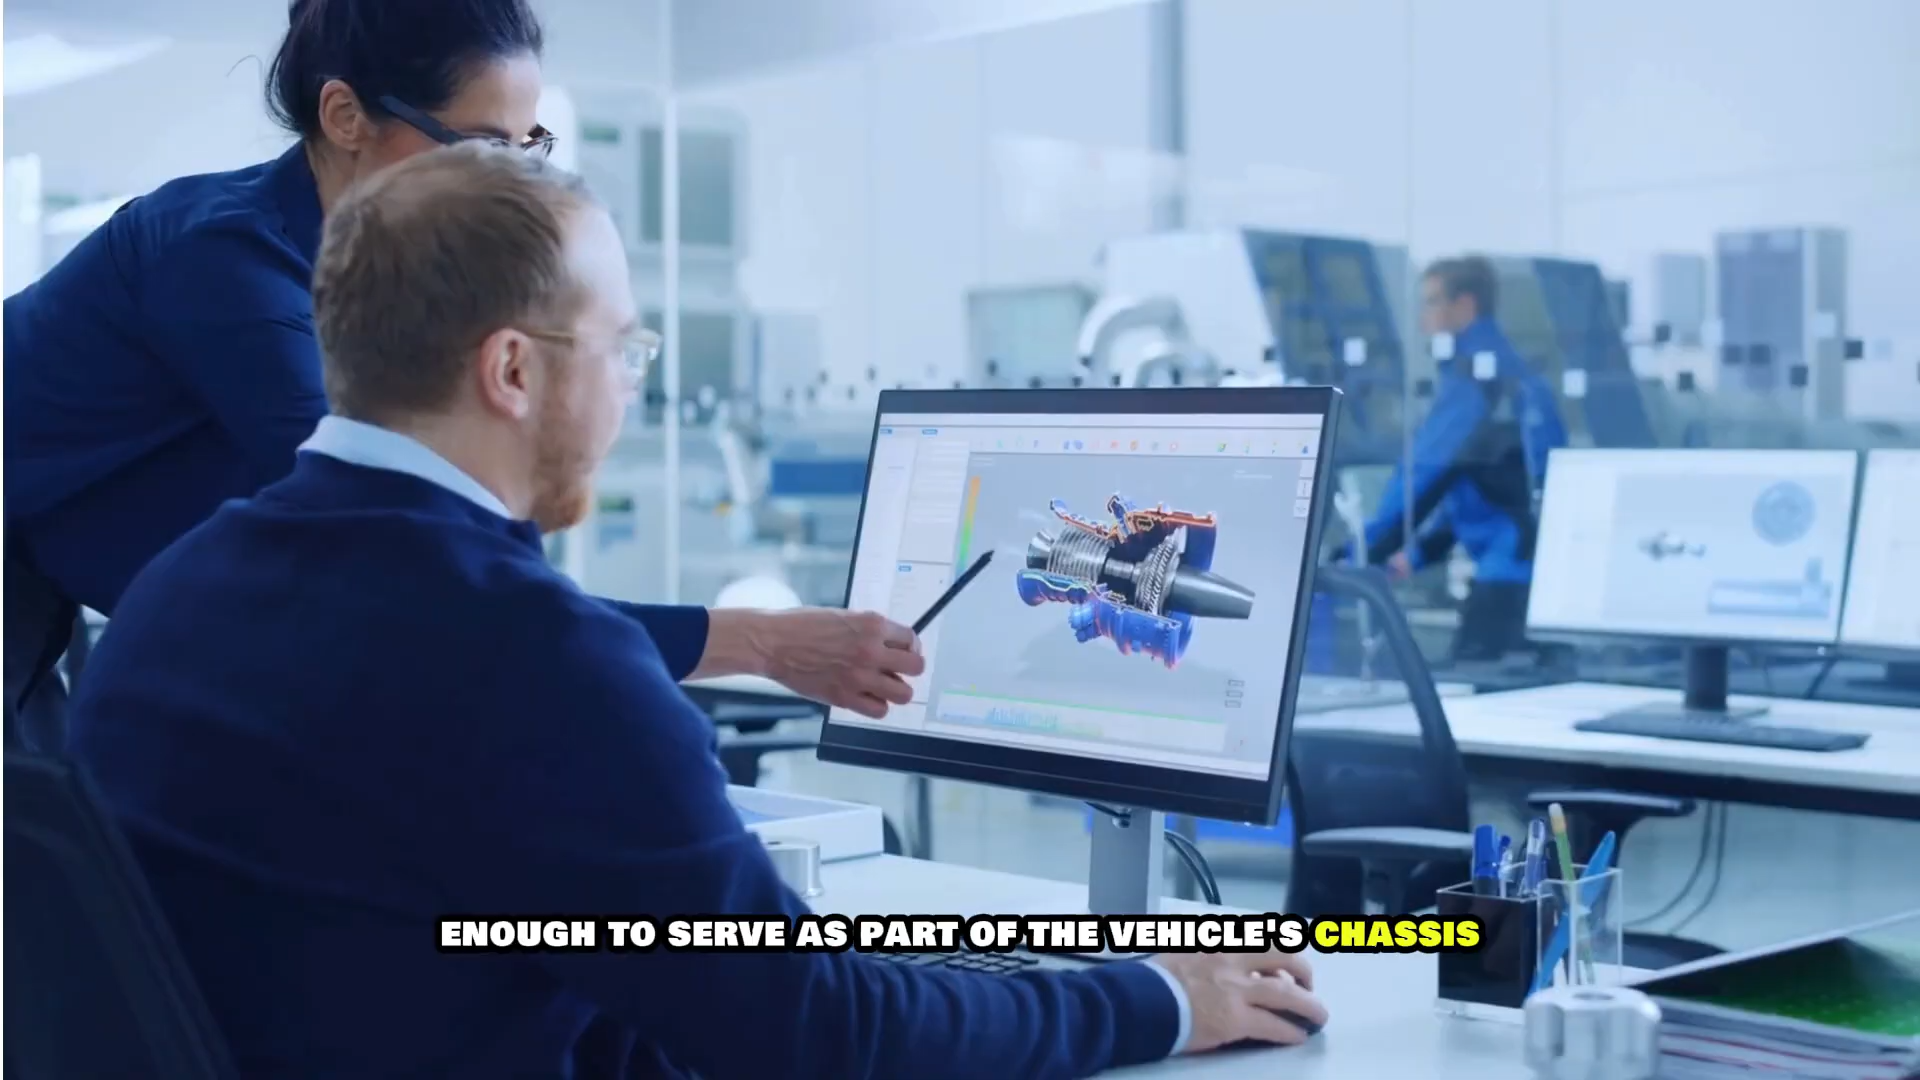 ENOUGH TO SERVE AS PART OF THE VEHICLE'S CHASSIS